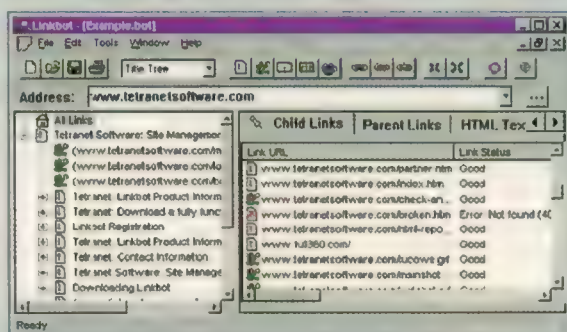 Linkbot - [Example.bot]
File Edit Tools Window Help
Title Tree
Address: www.tetranetsoftware.com
All Links
Tetranet Software: Site Managemer
(www.tetranetsoftware.com/
(www.tetranetsoftware.com/
(www.tetranetsoftware.com/
Tetranet: Linkbot Product Inform
Tetranet: Download a fully func
Linkbot Registration
Tetranet: Linkbot Product Inform
Tetranet: Contact Information
Tetranet Software: Site Manage
Downloading Linkbot
Child Links Parent Links HTML Tex
Link URL Link Status
www.tetranetsoftware.com/partner.htm Good
www.tetranetsoftware.com/index.htm Good
www.tetranetsoftware.com/check-an... Good
www.tetranetsoftware.com/broken.htm Error: Not found (40
www.tetranetsoftware.com/html-repo... Good
www.full360.com/ Good
www.tetranetsoftware.com/tucows.gif Good
www.tetranetsoftware.com/mainshot Good
Ready